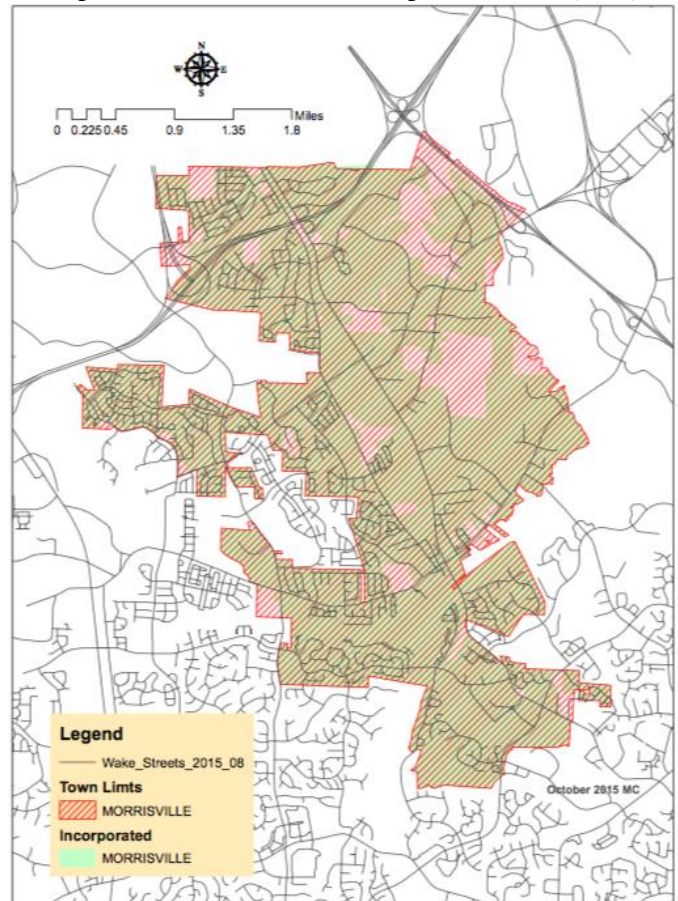 N
W E
S
Miles
0 0.225 0.45 0.9 1.35 1.8
Legend
Wake_Streets_2015_08
Town Limts
MORRISVILLE
Incorporated
MORRISVILLE
October 2015 MC